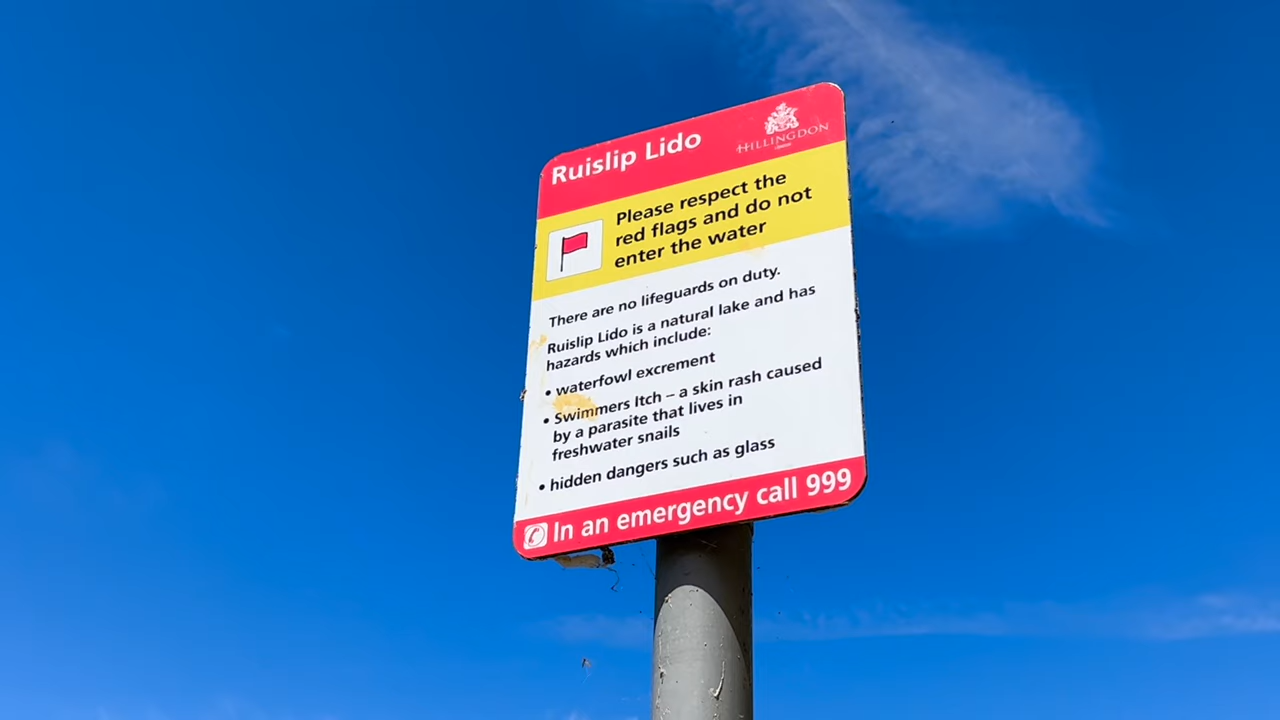 Ruislip Lido
HILLINGDON
LONDON
Please respect the
red flags and do not
enter the water
There are no lifeguards on duty.
Ruislip Lido is a natural lake and has
hazards which include:
• waterfowl excrement
• Swimmers Itch – a skin rash caused
by a parasite that lives in
freshwater snails
• hidden dangers such as glass
In an emergency call 999